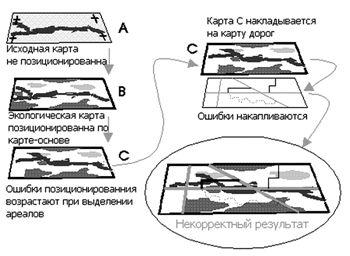 A
Исходная карта
не позиционированна
B
Экологическая карта
позиционированна по
карте-основе
C
Ошибки позиционированния
возрастают при выделении
ареалов
Карта С накладывается
на карту дорог
C
Ошибки накапливаются
Некорректный результат